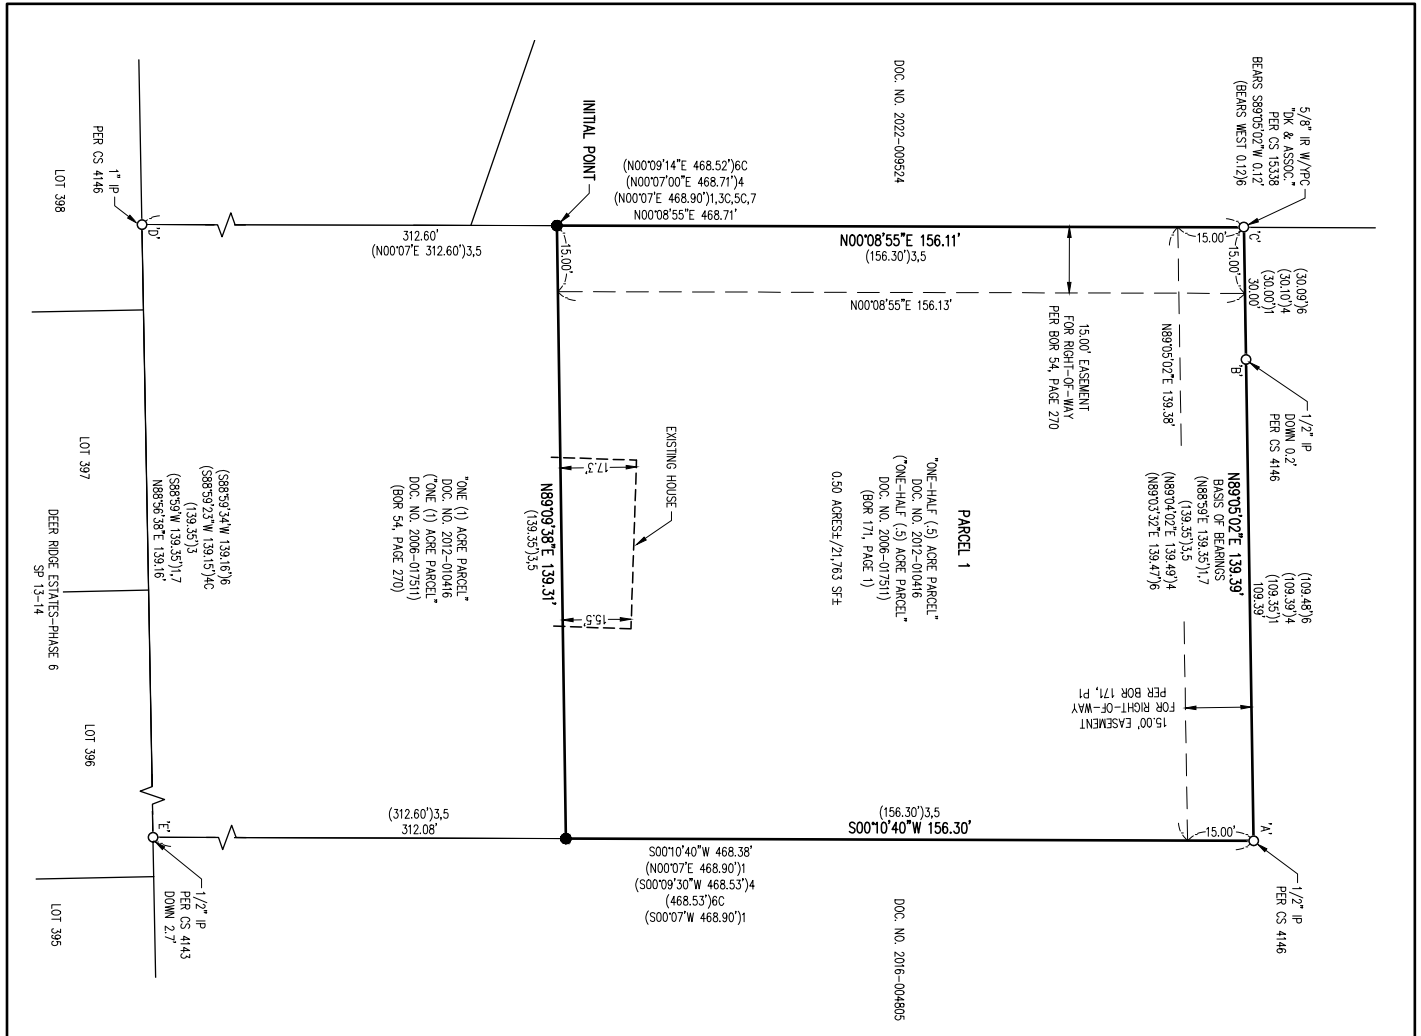 5/8" IR W/YPC
"DK & ASSOC."
PER CS 15338
BEARS S89°05'02"W 0.12'
(BEARS WEST 0.12)6
DOC. NO. 2022-009524
INITIAL POINT
(N00°09'14"E 468.52')6C
(N00°07'00"E 468.71')4
(N00°07'E 468.90')1,3C,5C,7
N00°08'55"E 468.71'
1" IP
PER CS 4146
LOT 398
'D'
312.60'
(N00°07'E 312.60')3,5
N00°08'55"E 156.11'
(156.30')3,5
15.00'
'C'
15.00'
15.00'
N00°08'55"E 156.13'
15.00' EASEMENT
FOR RIGHT-OF-WAY
PER BOR 54, PAGE 270
(30.09')6
(30.10')4
(30.00')1
30.00'
'B'
1/2" IP
DOWN 0.2'
PER CS 4146
N89°05'02"E 139.38'
N89°05'02"E 139.39'
BASIS OF BEARINGS
(N88°59'E 139.35')1,7
(139.35')3,5
(N89°04'02"E 139.49')4
(N89°03'32"E 139.47')6
(109.48')6
(109.39')4
(109.35')1
109.39'
EXISTING HOUSE
17.3'
15.5'
N89°09'38"E 139.31'
(139.35')3,5
PARCEL 1
"ONE-HALF (.5) ACRE PARCEL"
DOC. NO. 2012-010416
("ONE-HALF (.5) ACRE PARCEL"
DOC. NO. 2006-017511)
(BOR 171, PAGE 1)
0.50 ACRES±/21,763 SF±
"ONE (1) ACRE PARCEL"
DOC. NO. 2012-010416
("ONE (1) ACRE PARCEL"
DOC. NO. 2006-017511)
(BOR 54, PAGE 270)
(S88°59'34"W 139.16')6
(S88°59'23"W 139.15')4C
(139.35')3
(S88°59'W 139.35')1,7
N88°56'38"E 139.16'
LOT 397
DEER RIDGE ESTATES-PHASE 6
SP 13-14
LOT 396
15.00' EASEMENT
FOR RIGHT-OF-WAY
PER BOR 171, P1
(156.30')3,5
S00°10'40"W 156.30'
15.00'
'A'
1/2" IP
PER CS 4146
(312.60')3,5
312.08'
'E'
S00°10'40"W 468.38'
(N00°07'E 468.90')1
(S00°09'30"W 468.53')4
(468.53')6C
(S00°07'W 468.90')1
DOC. NO. 2016-004805
1/2" IP
PER CS 4143
DOWN 2.7'
LOT 395